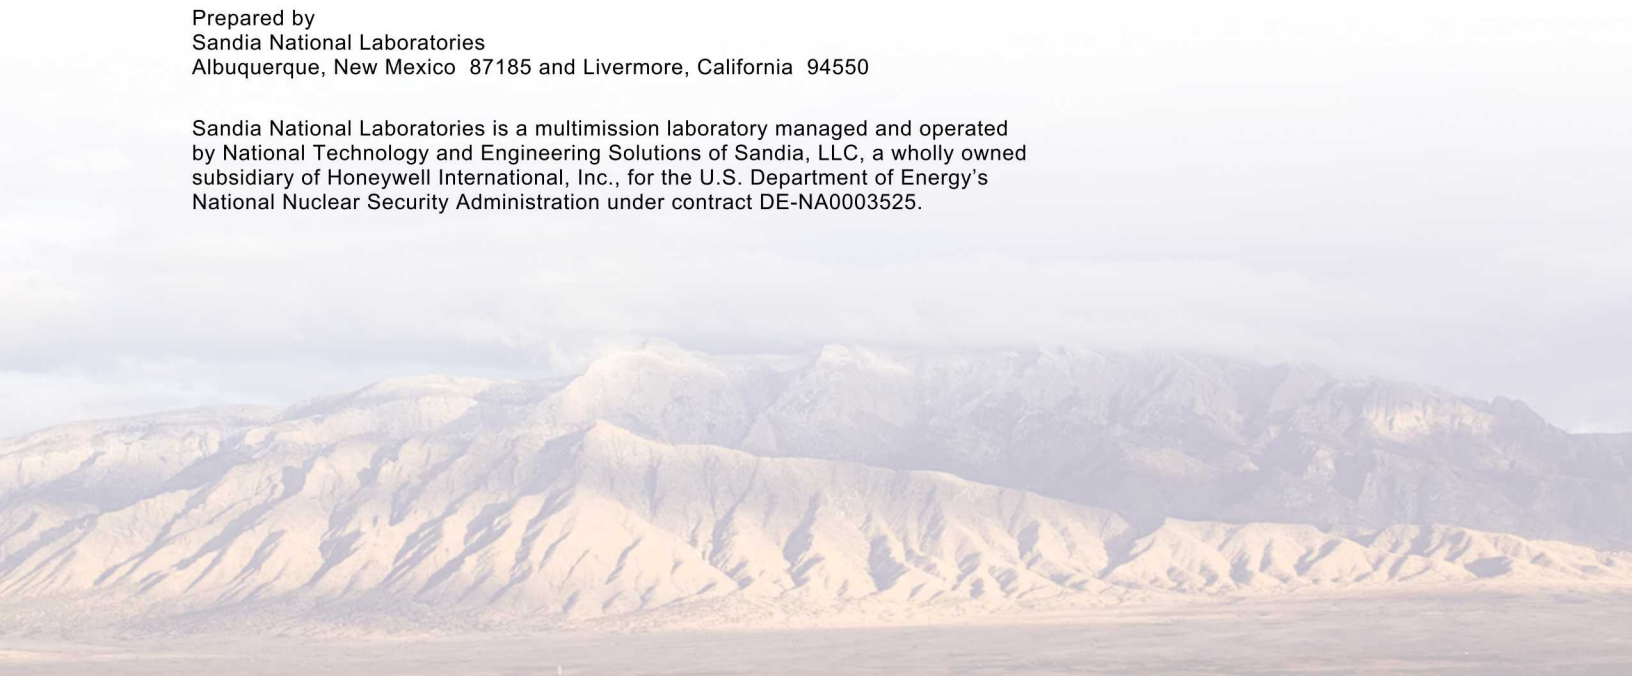 Prepared by
Sandia National Laboratories
Albuquerque, New Mexico  87185 and Livermore, California  94550
Sandia National Laboratories is a multimission laboratory managed and operated
by National Technology and Engineering Solutions of Sandia, LLC, a wholly owned
subsidiary of Honeywell International, Inc., for the U.S. Department of Energy’s
National Nuclear Security Administration under contract DE-NA0003525.